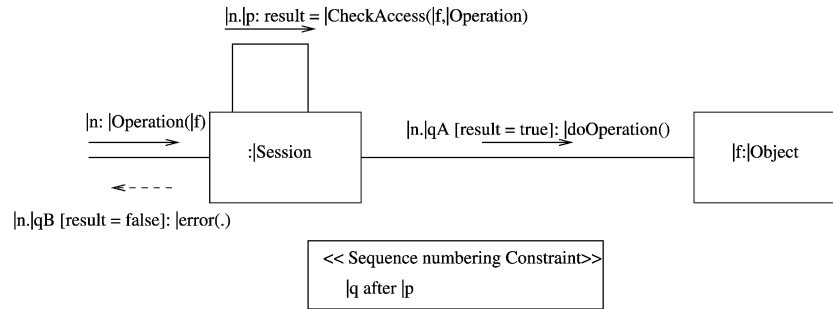 |n.|p: result = |CheckAccess(|f,|Operation)
|n: |Operation(|f)
|n.|qA [result = true]: |doOperation()
:|Session
|f:|Object
|n.|qB [result = false]: |error(.)
<< Sequence numbering Constraint>>
|q after |p